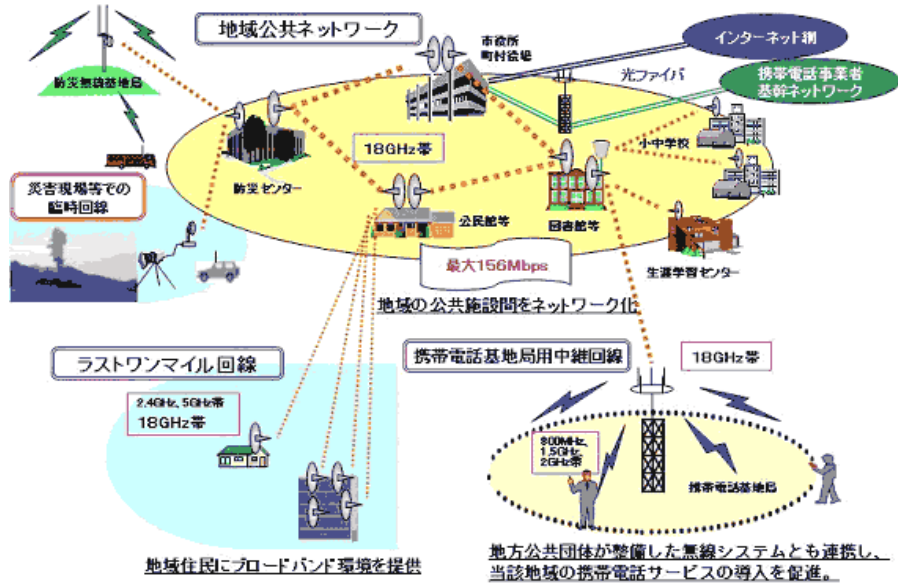 地域公共ネットワーク
市役所
町村役場
インターネット網
光ファイバ
携帯電話事業者
基幹ネットワーク
防災無線基地局
18GHz帯
小中学校
防災センター
災害現場等での
臨時回線
公民館等
図書館等
生涯学習センター
最大156Mbps
地域の公共施設間をネットワーク化
ラストワンマイル回線
2.4GHz、5GHz帯
18GHz帯
携帯電話基地局用中継回線
18GHz帯
800MHz、
1.5GHz、
2GHz帯
携帯電話基地局
地域住民にブロードバンド環境を提供
地方公共団体が整備した無線システムとも連携し、
当該地域の携帯電話サービスの導入を促進。